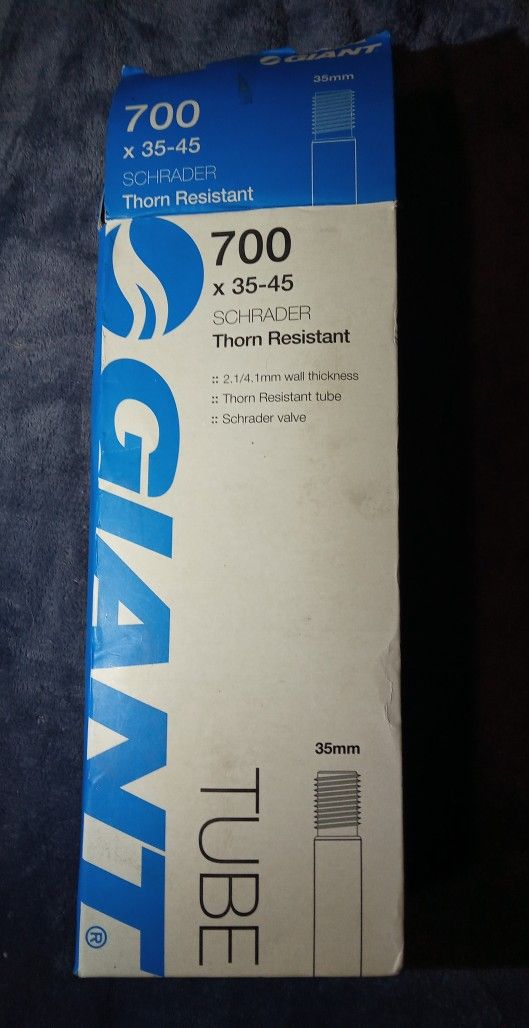 GIANT
35mm
700
x 35-45
SCHRADER
Thorn Resistant
700
x 35-45
SCHRADER
Thorn Resistant
:: 2.1/4.1mm wall thickness
:: Thorn Resistant tube
:: Schrader valve
GIANT®
35mm
TUBE